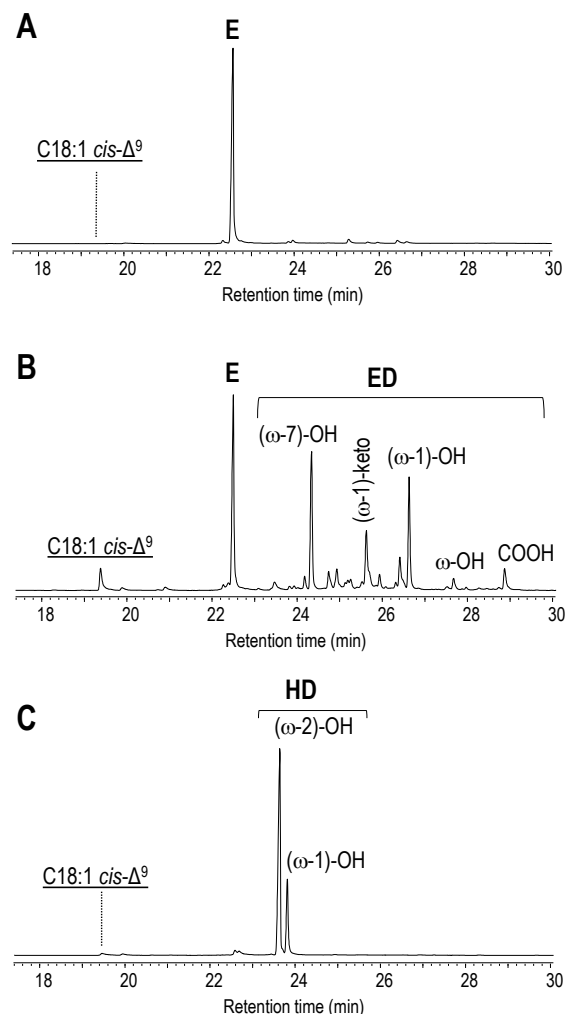 A
E
C18:1 cis-Δ⁹
18 20 22 24 26 28 30
Retention time (min)
B
E
ED
(ω-7)-OH
(ω-1)-keto
(ω-1)-OH
C18:1 cis-Δ⁹
ω-OH
COOH
18 20 22 24 26 28 30
Retention time (min)
C
HD
(ω-2)-OH
(ω-1)-OH
C18:1 cis-Δ⁹
18 20 22 24 26 28 30
Retention time (min)